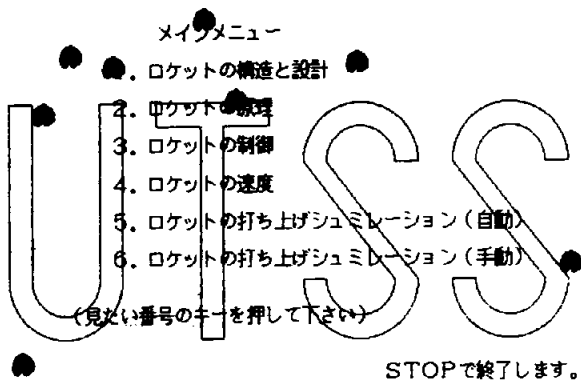 メインメニュー
1. ロケットの構造と設計
2. ロケットの原理
3. ロケットの制御
4. ロケットの速度
5. ロケットの打ち上げシュミレーション(自動)
6. ロケットの打ち上げシュミレーション(手動)
UTSS
(見たい番号のキーを押して下さい)
STOPで終了します。